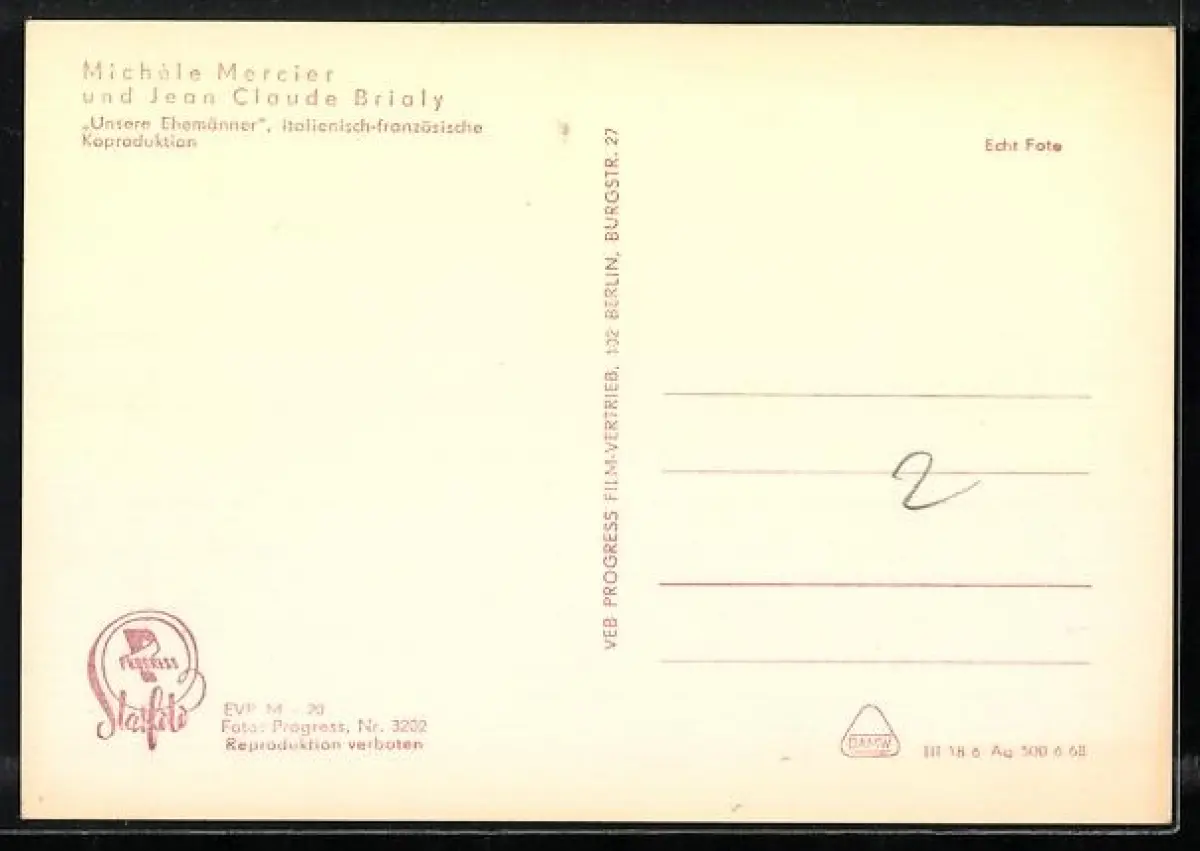 Michèle Mercier
und Jean Claude Brialy
„Unsere Ehemänner", italienisch-französische
Koproduktion
Echt Foto
VEB PROGRESS FILM-VERTRIEB, 102 BERLIN, BURGSTR. 27
2
PROGRESS
Starfoto
EVP M -.20
Foto: Progress, Nr. 3202
Reproduktion verboten
DAMW
III 18 6 Ag 500 6 68